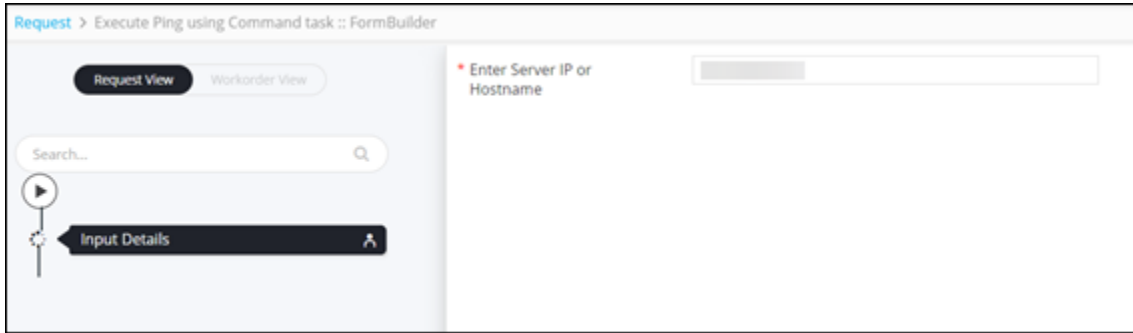 Request > Execute Ping using Command task :: FormBuilder
Request View Workorder View
* Enter Server IP or
Hostname
Search...
Input Details